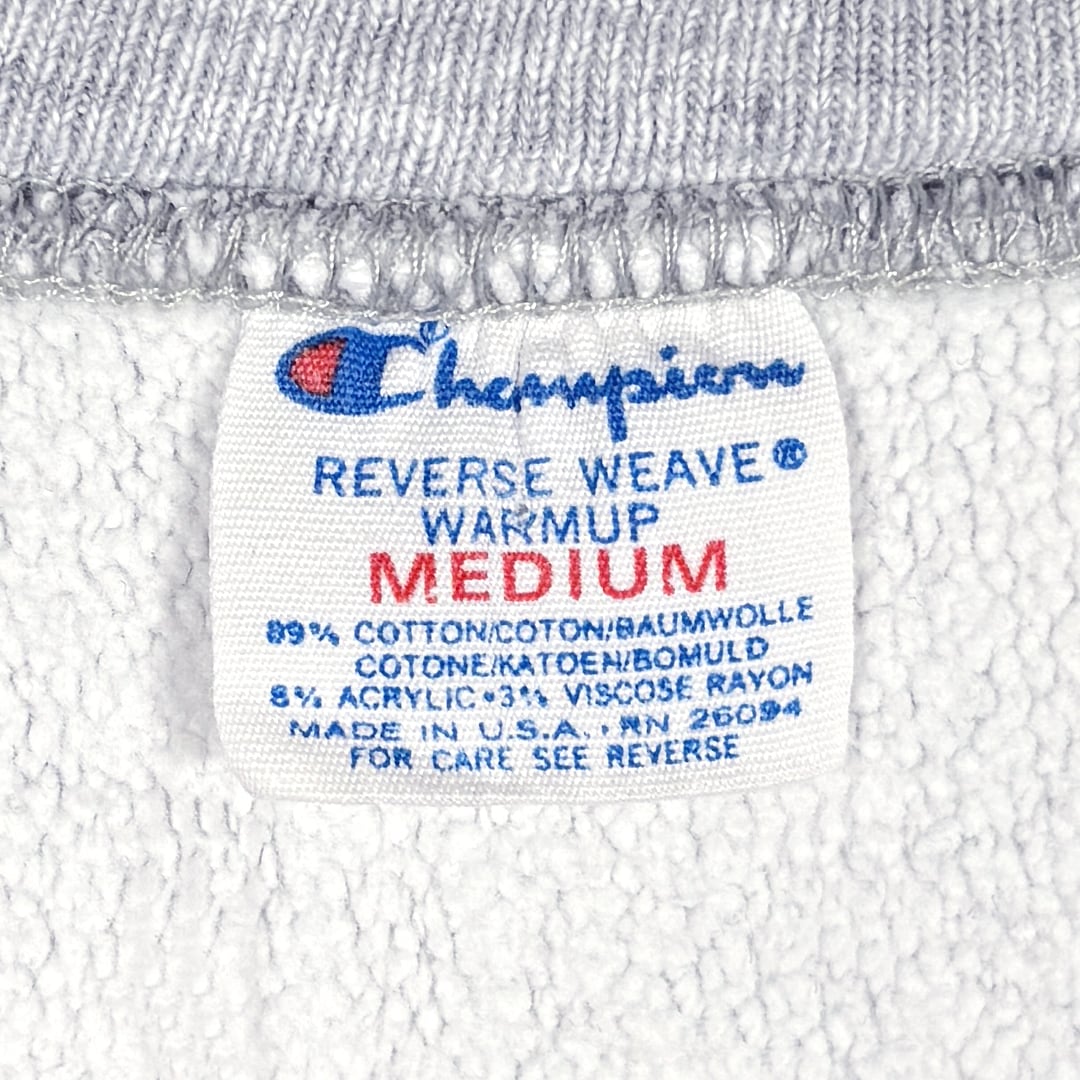 Champion
REVERSE WEAVE®
WARMUP
MEDIUM
89% COTTON/COTON/BAUMWOLLE
COTONE/KATOEN/BOMULD
8% ACRYLIC•3% VISCOSE RAYON
MADE IN U.S.A. • RN 26094
FOR CARE SEE REVERSE